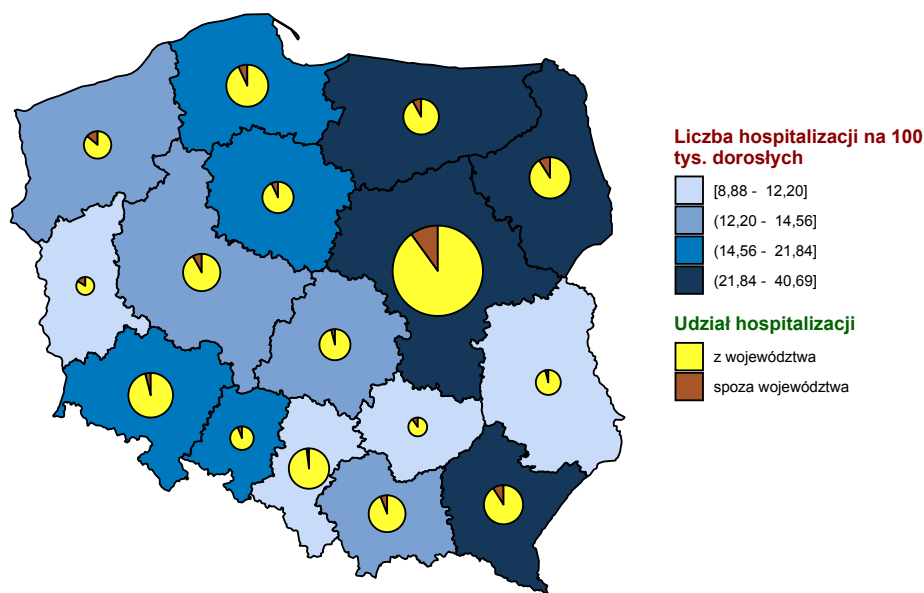 Liczba hospitalizacji na 100
tys. dorosłych
[8,88 - 12,20]
(12,20 - 14,56]
(14,56 - 21,84]
(21,84 - 40,69]
Udział hospitalizacji
z województwa
spoza województwa